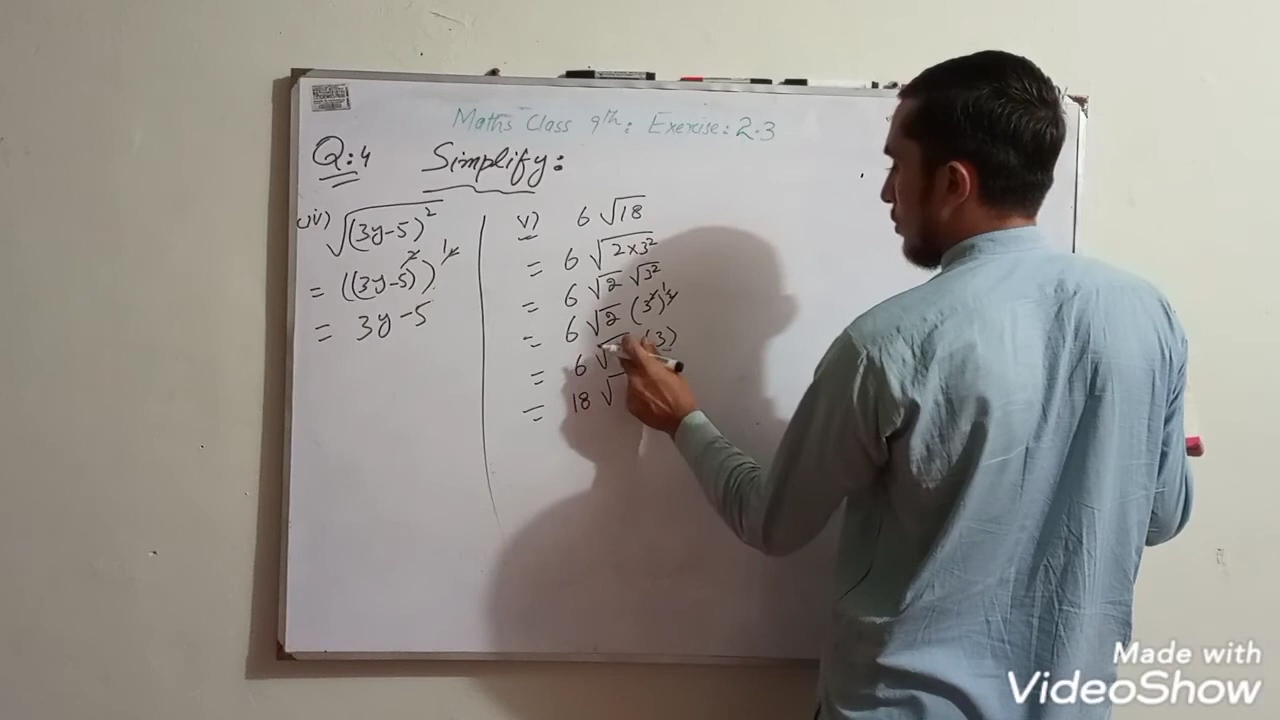 Maths Class 9th: Exercise: 2.3
Q:4 Simplify:
iv) √(3y-5)²
= ((3y-5)²)^1/2
= 3y-5
v) 6 √18
= 6 √2×3²
= 6 √2 √3²
= 6 √2 (3²)^1/2
= 6 √ (3)
= 18 √
Made with
VideoShow